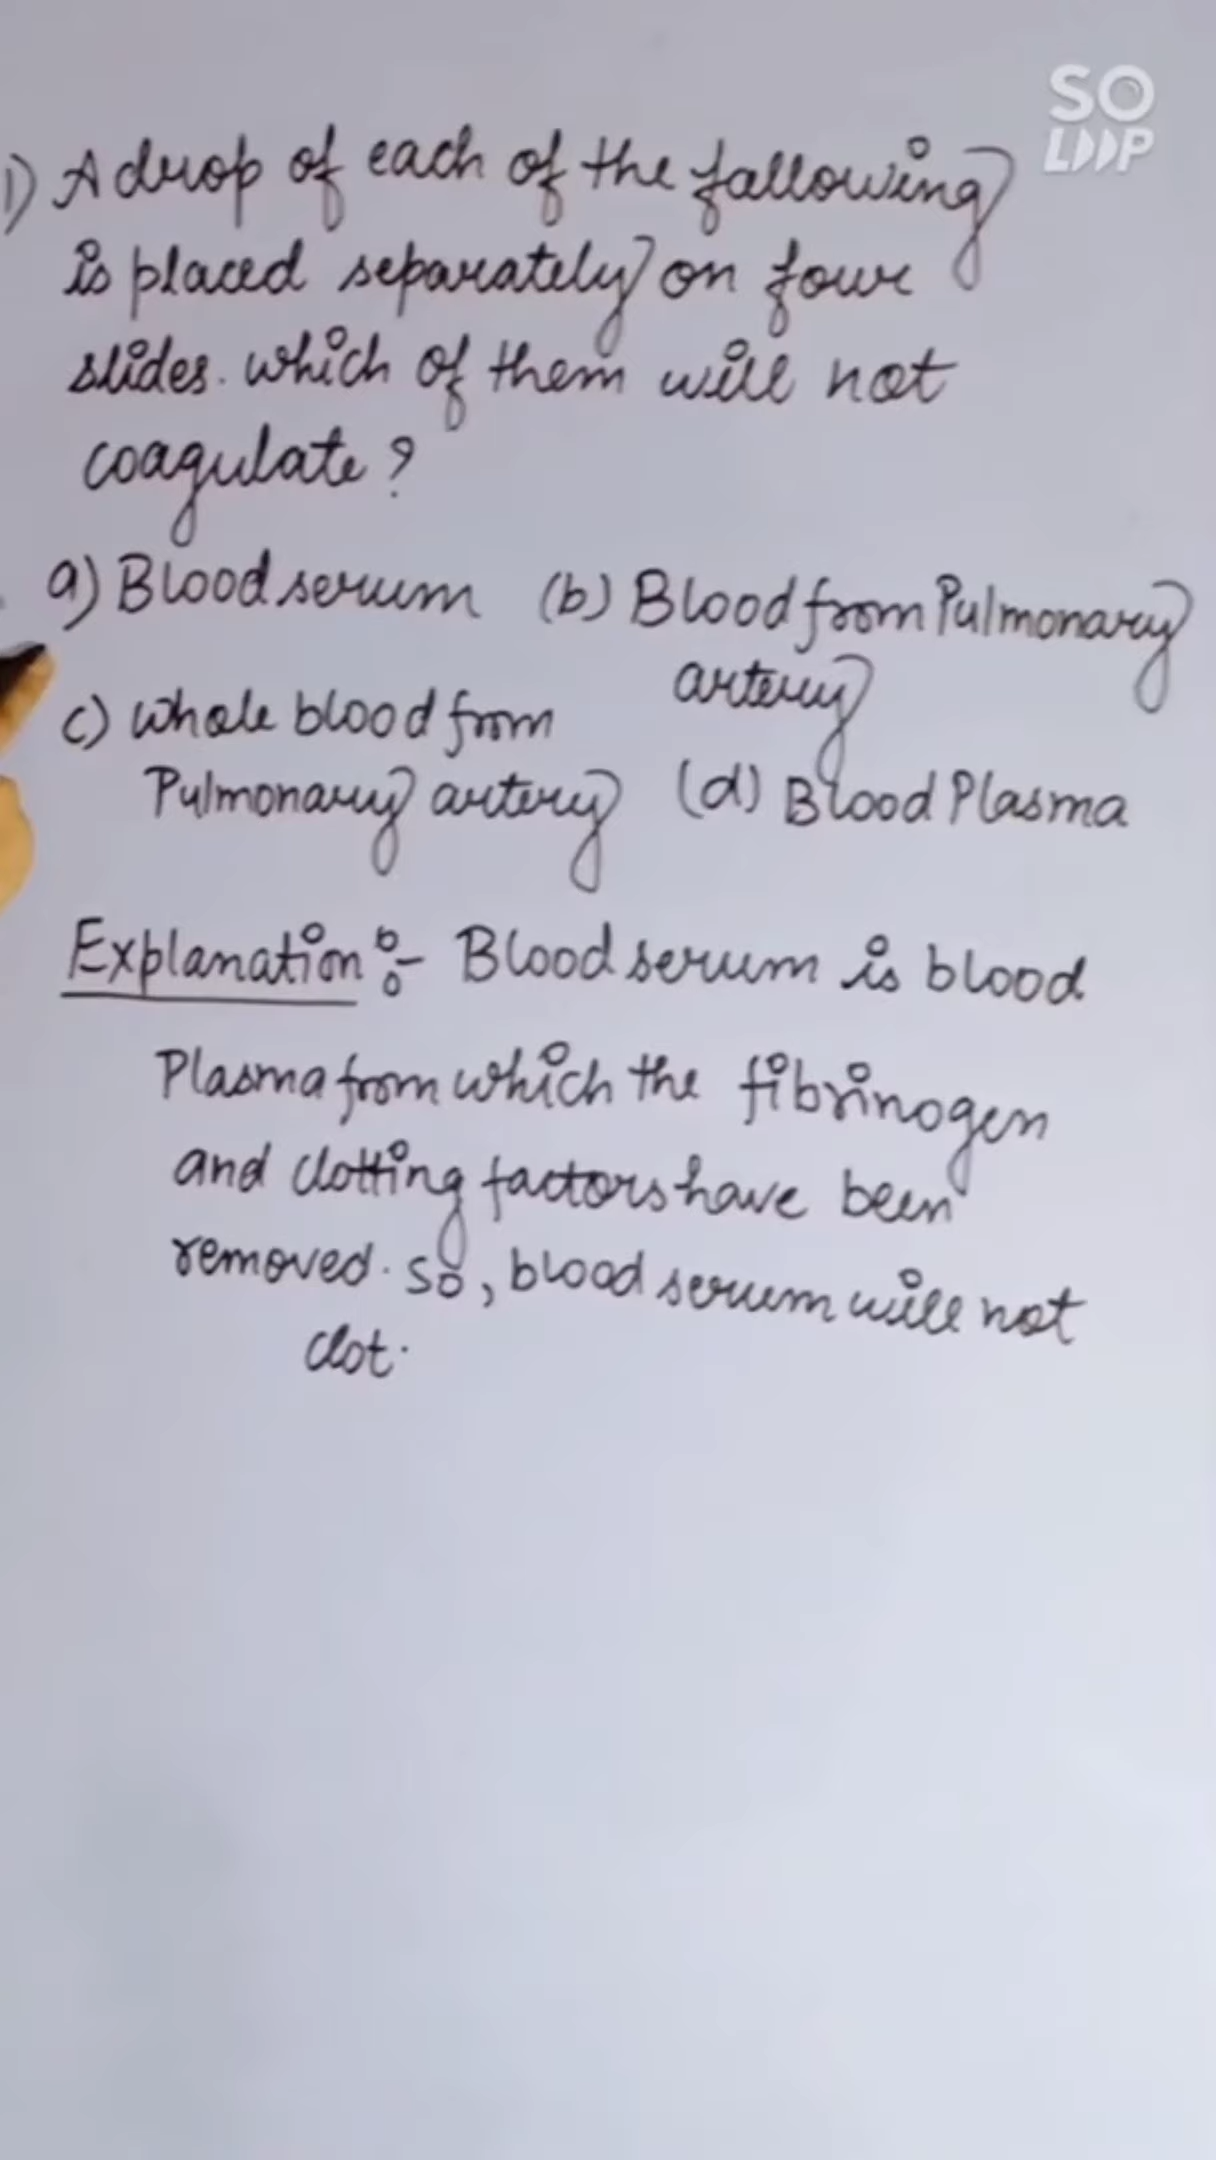 SO
LOOP
1) A drop of each of the fallowing
is placed separately on four
slides. which of them will not
coagulate ?
a) Blood serum (b) Blood from Pulmonary
artery
c) whole blood from
Pulmonary artery (d) Blood Plasma
Explanation :- Blood serum is blood
Plasma from which the fibrinogen
and clotting factors have been
removed. so, blood serum will not
clot.